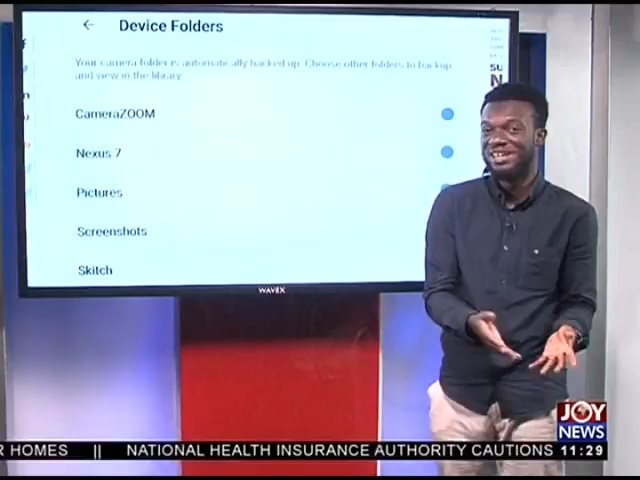 Device Folders
Your camera folder is automatically backed up. Choose other folders to backup
and view in the library.
CameraZOOM
Nexus 7
Pictures
Screenshots
Skitch
SU
N
WAVEX
JOY
NEWS
R HOMES || NATIONAL HEALTH INSURANCE AUTHORITY CAUTIONS 11:29